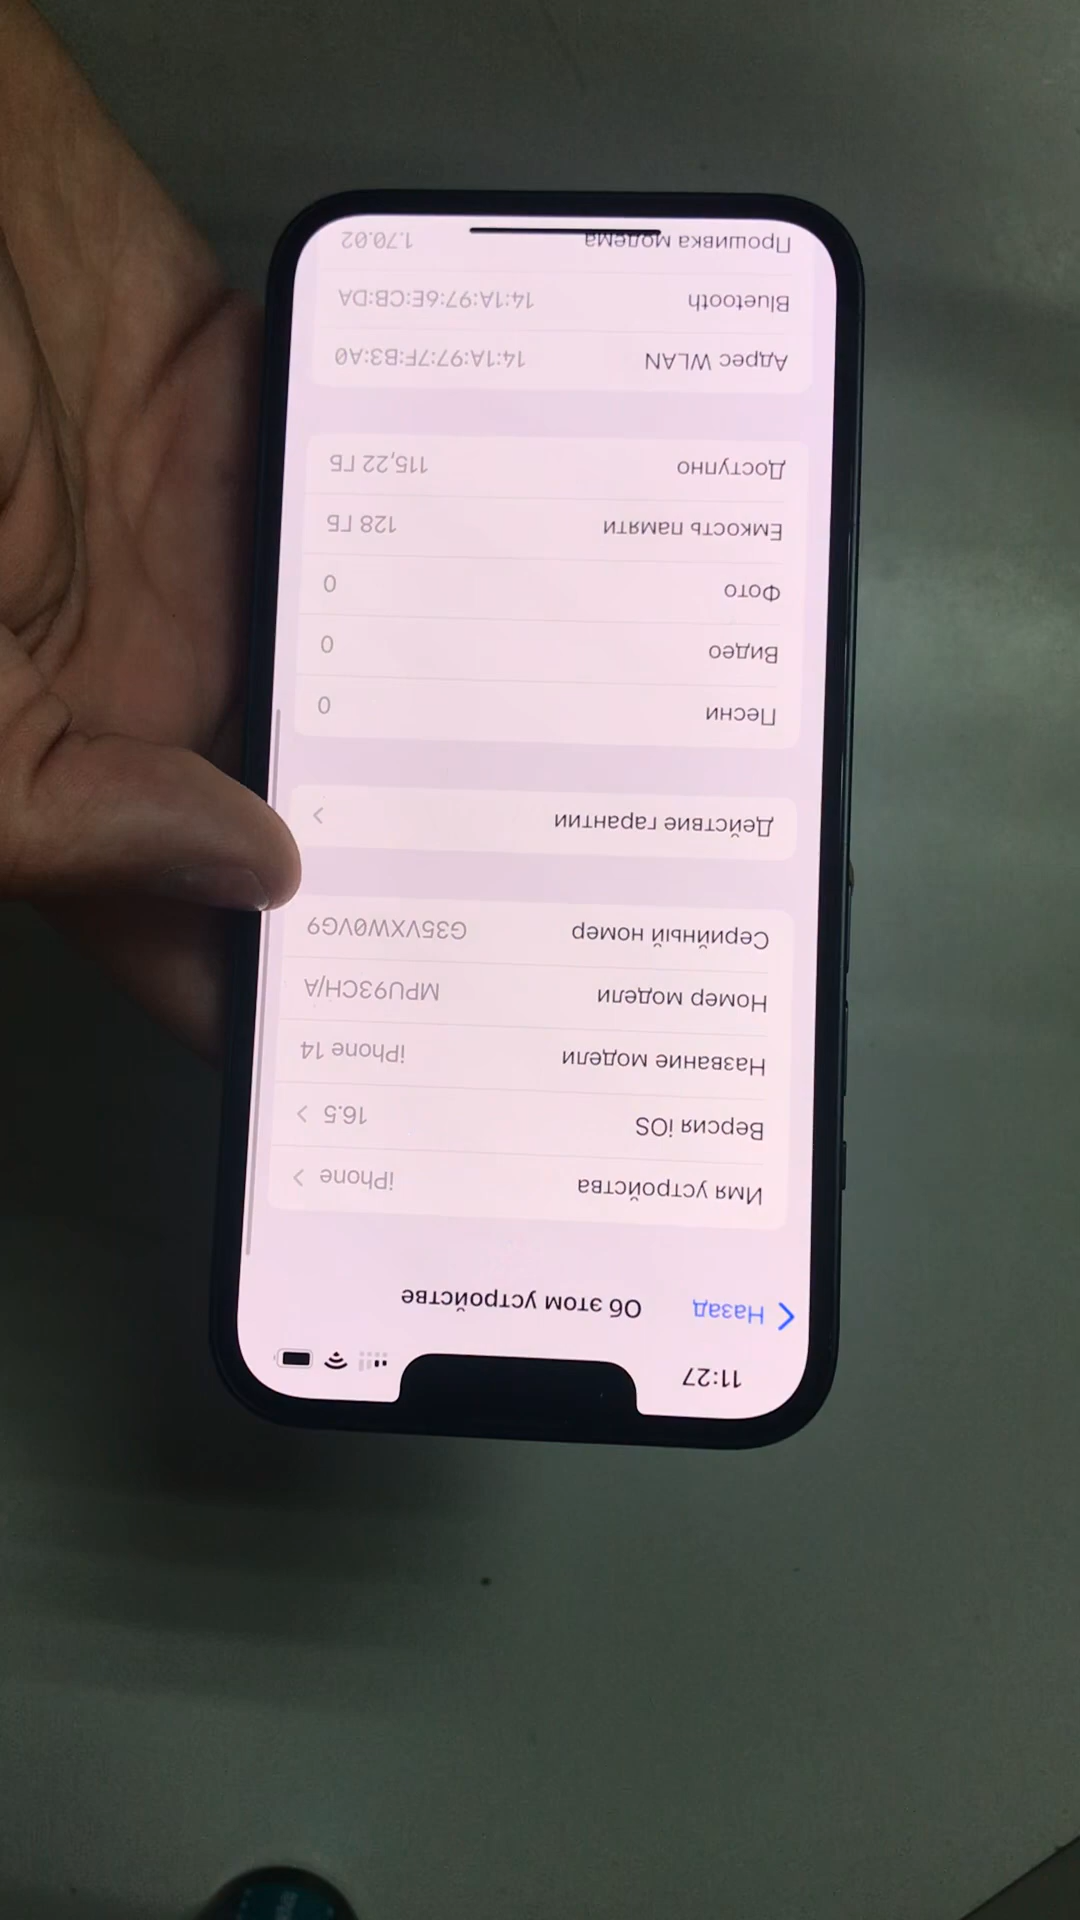 11:27
Назад
Об этом устройстве
Имя устройства iPhone
Версия iOS 16.5
Название модели iPhone 14
Номер модели MPU93CH/A
Серийный номер G35VXW0VG9
Действие гарантии
Песни 0
Видео 0
Фото 0
Емкость памяти 128 ГБ
Доступно 115,22 ГБ
Адрес WLAN 14:1A:97:7F:B3:A0
Bluetooth 14:1A:97:6E:CB:DA
Прошивка модема 1.70.02